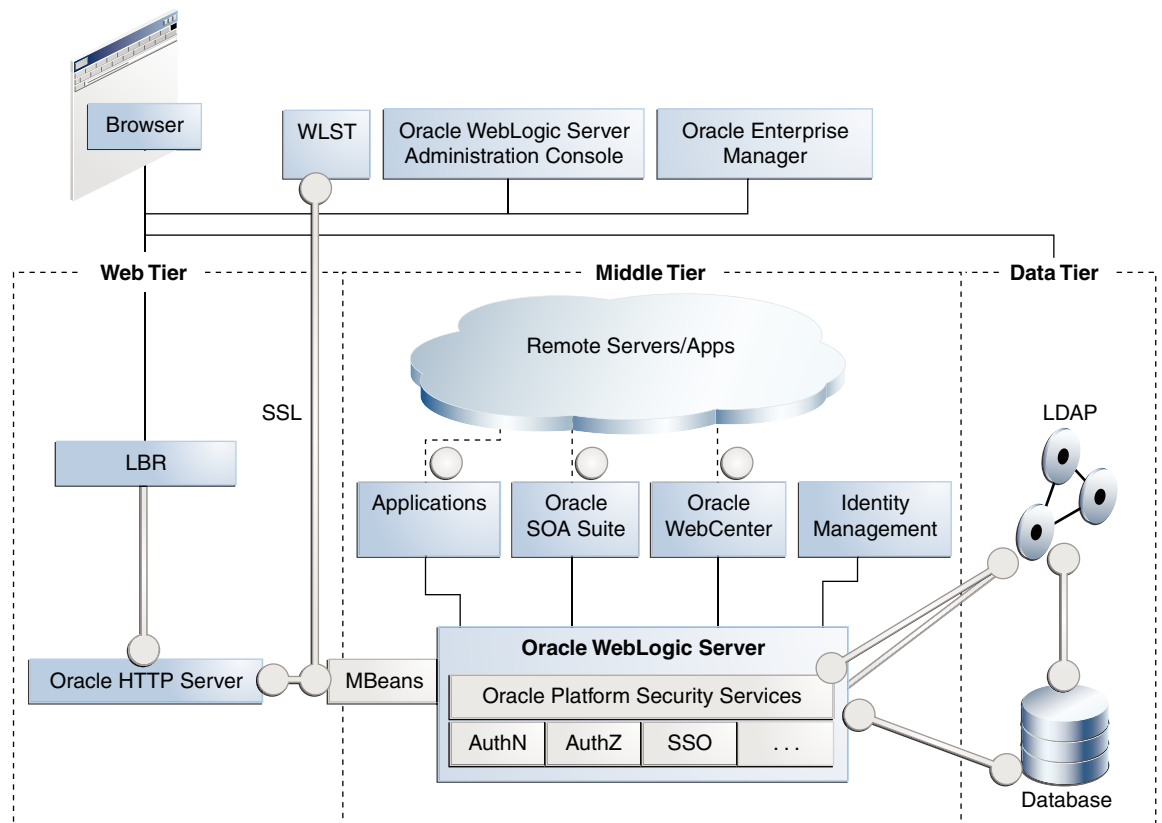 Browser
WLST
Oracle WebLogic Server
Administration Console
Oracle Enterprise
Manager
Web Tier
Middle Tier
Data Tier
Remote Servers/Apps
SSL
LDAP
LBR
Applications
Oracle
SOA Suite
Oracle
WebCenter
Identity
Management
Oracle WebLogic Server
Oracle HTTP Server
MBeans
Oracle Platform Security Services
AuthN
AuthZ
SSO
...
Database